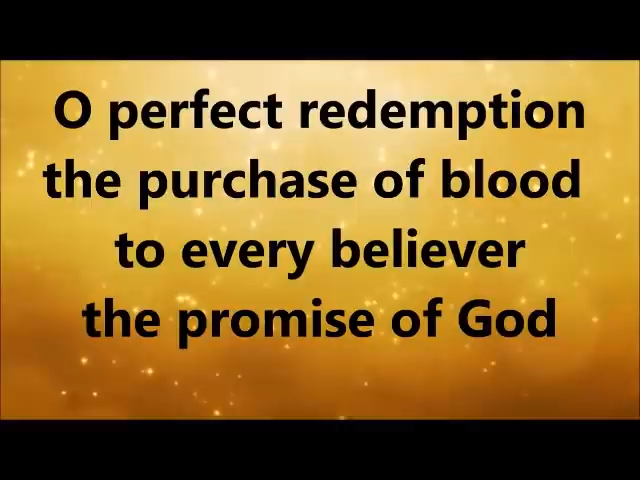 O perfect redemption
the purchase of blood
to every believer
the promise of God